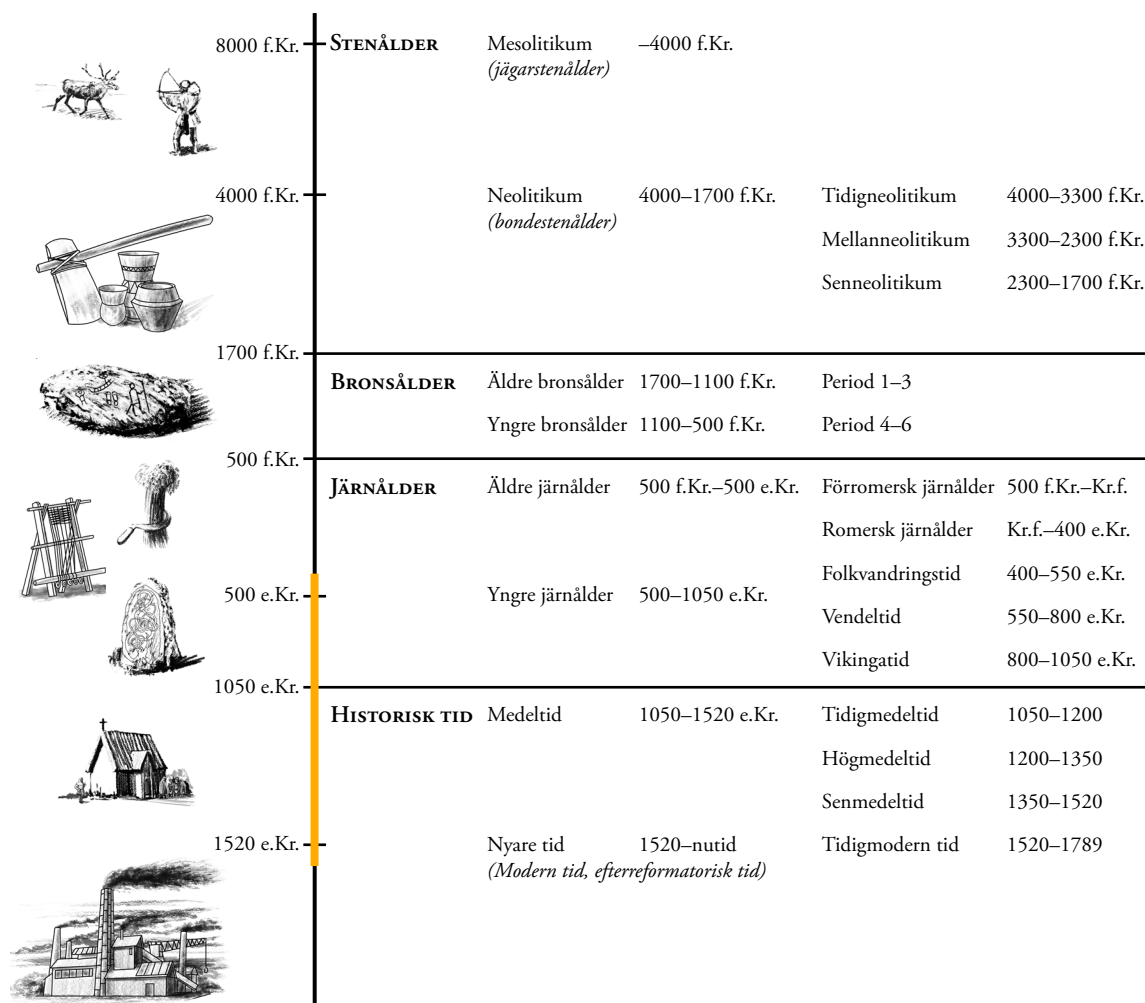 8000 f.Kr. STENÅLDER Mesolitikum –4000 f.Kr.
(jägarstenålder)
4000 f.Kr. Neolitikum 4000–1700 f.Kr. Tidigneolitikum 4000–3300 f.Kr.
(bondestenålder)
Mellanneolitikum 3300–2300 f.Kr.
Senneolitikum 2300–1700 f.Kr.
1700 f.Kr.
BRONSÅLDER Äldre bronsålder 1700–1100 f.Kr. Period 1–3
Yngre bronsålder 1100–500 f.Kr. Period 4–6
500 f.Kr.
JÄRNÅLDER Äldre järnålder 500 f.Kr.–500 e.Kr. Förromersk järnålder 500 f.Kr.–Kr.f.
Romersk järnålder Kr.f.–400 e.Kr.
Folkvandringstid 400–550 e.Kr.
500 e.Kr. Yngre järnålder 500–1050 e.Kr.
Vendeltid 550–800 e.Kr.
Vikingatid 800–1050 e.Kr.
1050 e.Kr.
HISTORISK TID Medeltid 1050–1520 e.Kr. Tidigmedeltid 1050–1200
Högmedeltid 1200–1350
Senmedeltid 1350–1520
1520 e.Kr. Nyare tid 1520–nutid Tidigmodern tid 1520–1789
(Modern tid, efterreformatorisk tid)